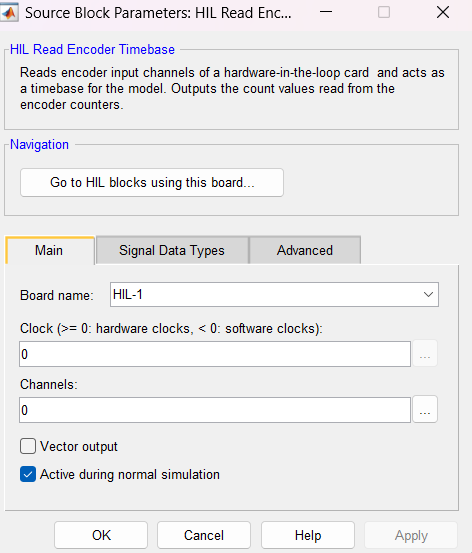 Source Block Parameters: HIL Read Enc...
HIL Read Encoder Timebase
Reads encoder input channels of a hardware-in-the-loop card and acts as
a timebase for the model. Outputs the count values read from the
encoder counters.
Navigation
Go to HIL blocks using this board...
Main Signal Data Types Advanced
Board name: HIL-1
Clock (>= 0: hardware clocks, < 0: software clocks):
0 ...
Channels:
0 ...
Vector output
Active during normal simulation
OK Cancel Help Apply